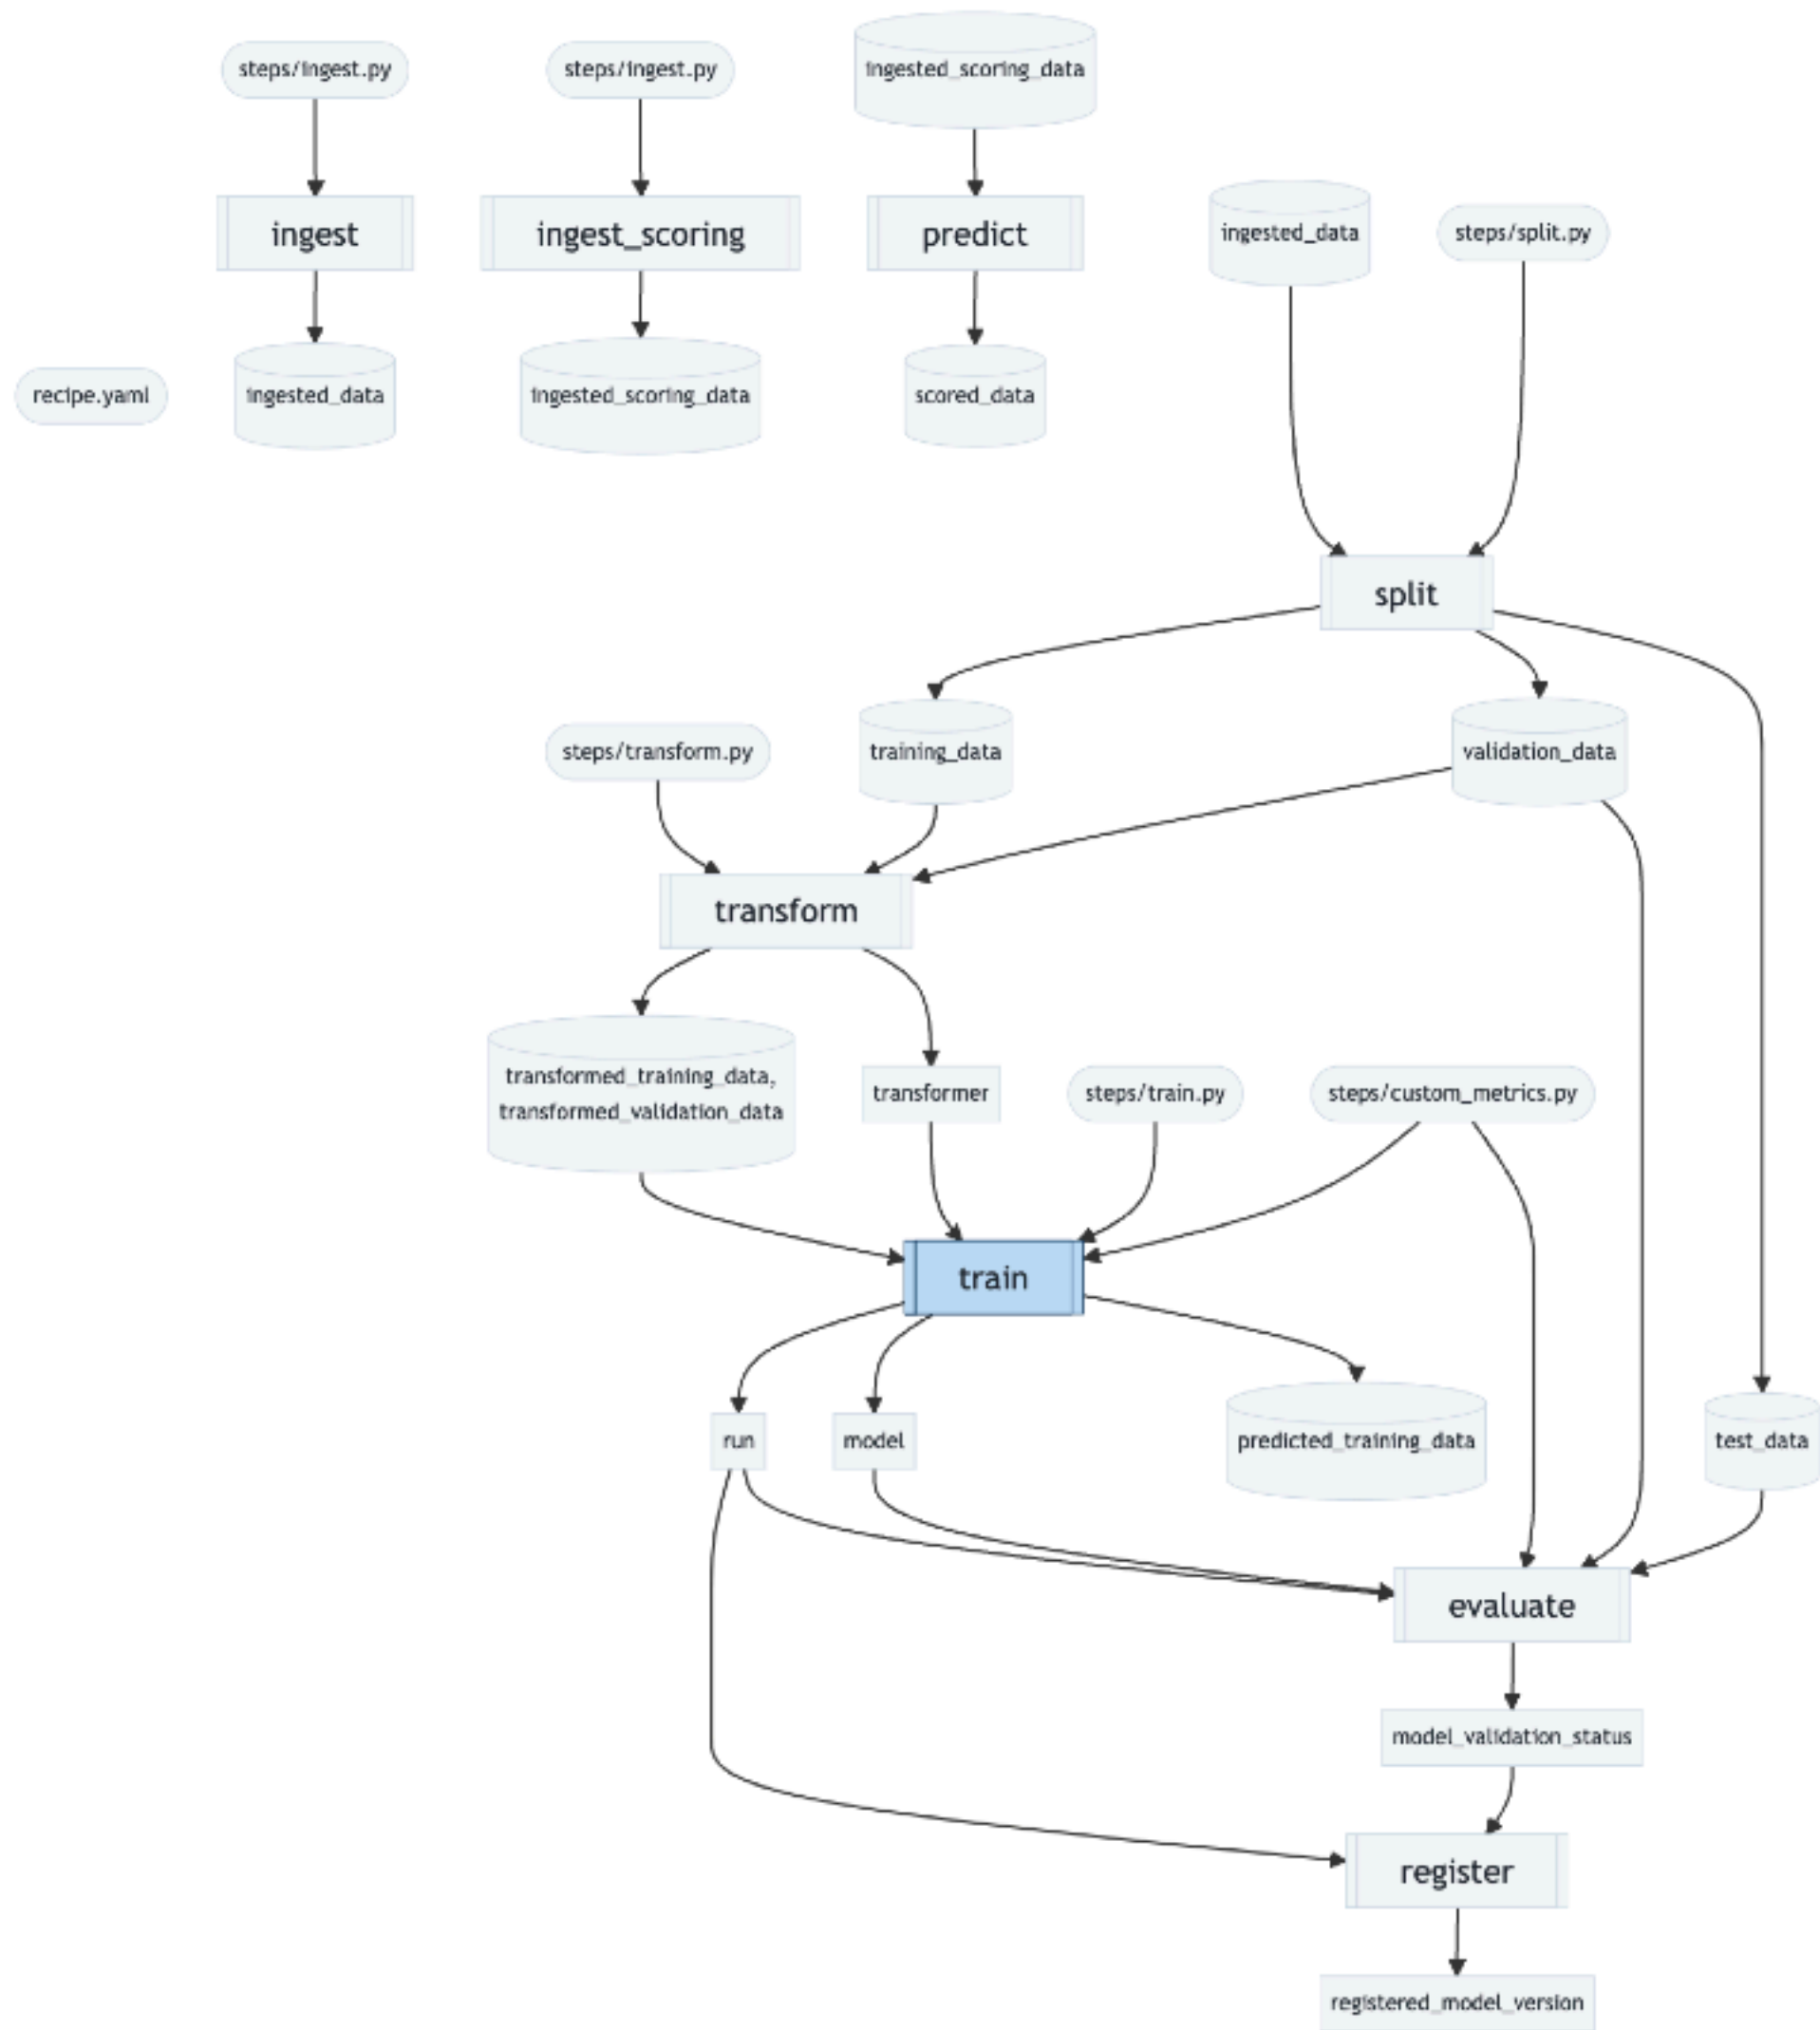 steps/ingest.py
steps/ingest.py
ingested_scoring_data
ingest
ingest_scoring
predict
ingested_data
steps/split.py
recipe.yaml
ingested_data
ingested_scoring_data
scored_data
split
steps/transform.py
training_data
validation_data
transform
transformed_training_data,
transformed_validation_data
transformer
steps/train.py
steps/custom_metrics.py
train
run
model
predicted_training_data
test_data
evaluate
model_validation_status
register
registered_model_version